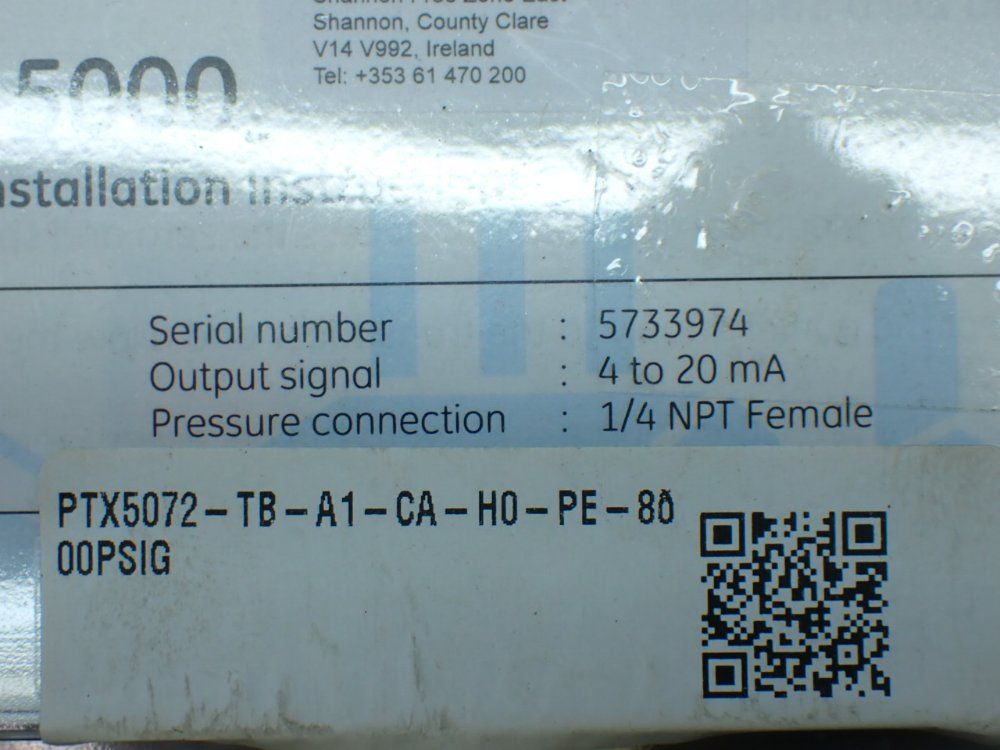 Shannon, County Clare
V14 V992, Ireland
Tel: +353 61 470 200
5000
nstallation
Serial number : 5733974
Output signal : 4 to 20 mA
Pressure connection : 1/4 NPT Female
PTX5072-TB-A1-CA-H0-PE-80
00PSIG